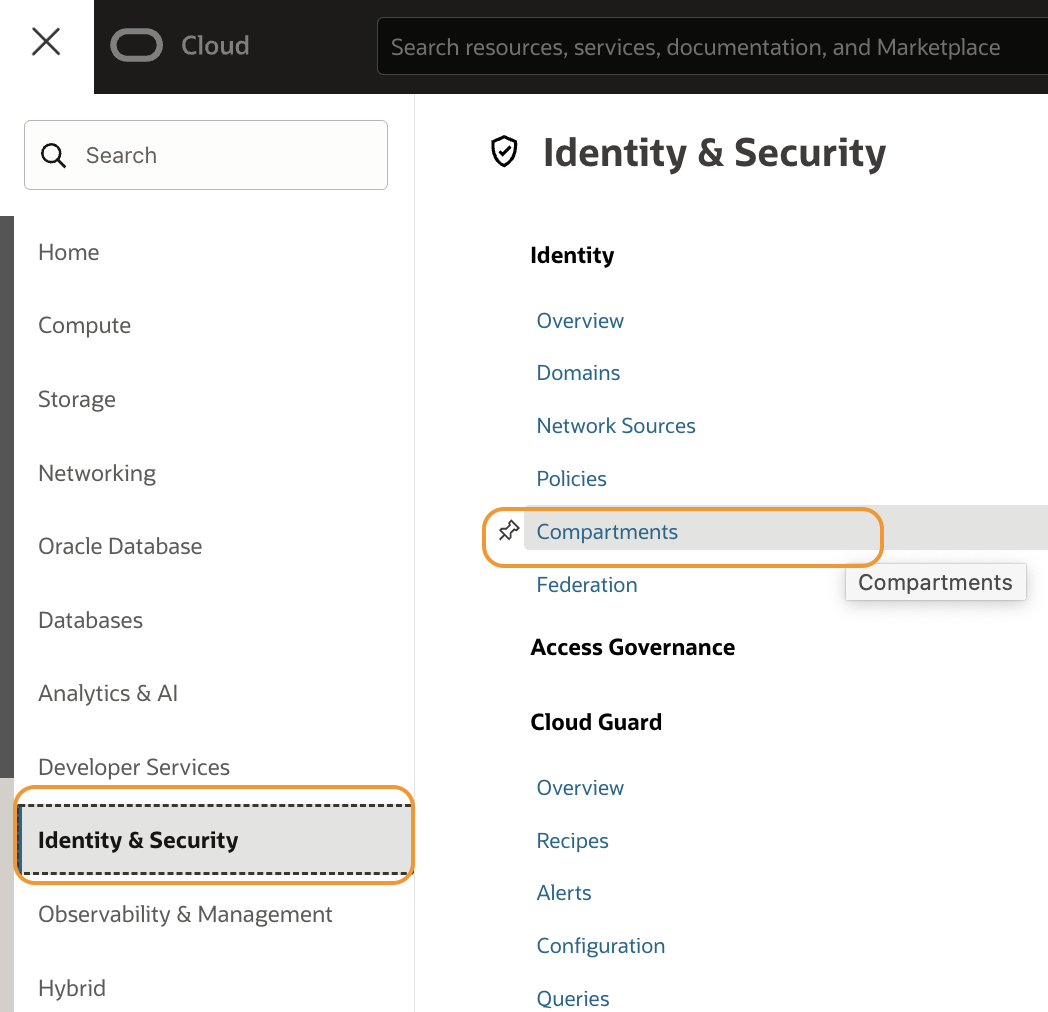 Cloud
Search resources, services, documentation, and Marketplace
Search
Home
Compute
Storage
Networking
Oracle Database
Databases
Analytics & AI
Developer Services
Identity & Security
Observability & Management
Hybrid
Identity & Security
Identity
Overview
Domains
Network Sources
Policies
Compartments
Federation
Compartments
Access Governance
Cloud Guard
Overview
Recipes
Alerts
Configuration
Queries